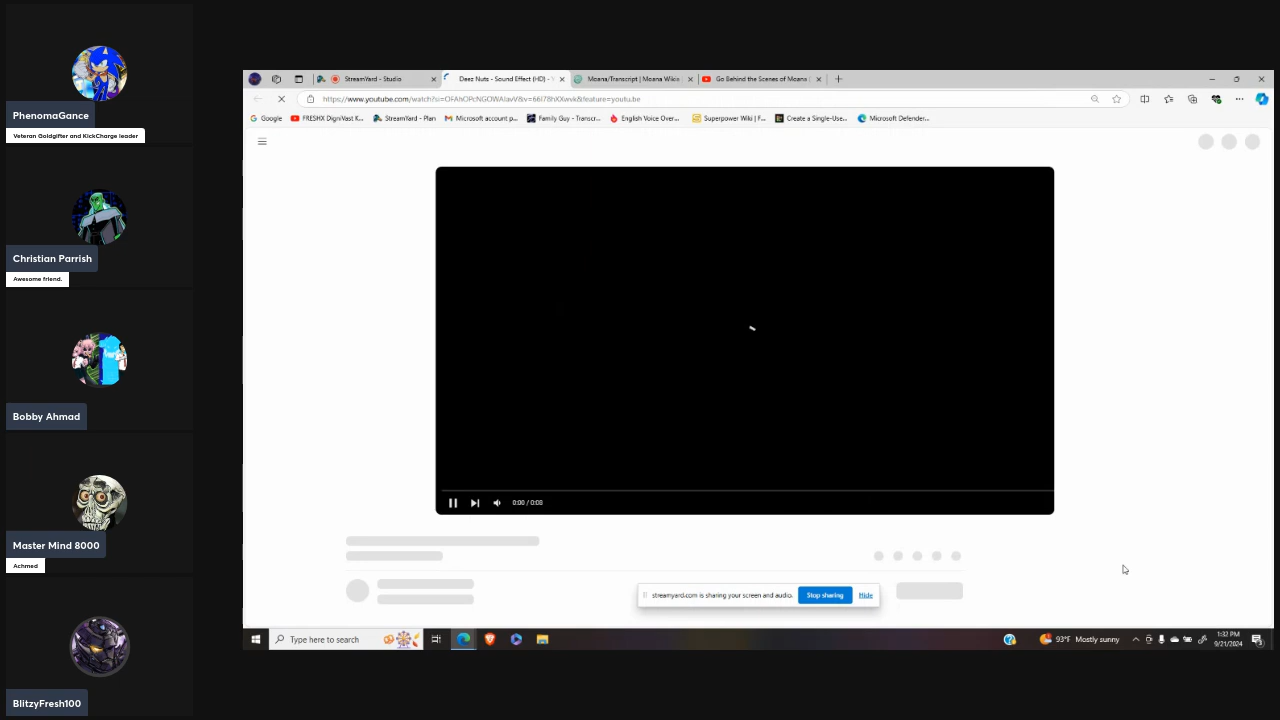 PhenomaGance
Veteran Goldgifter and KickCharge leader
Christian Parrish
Awesome friend.
Bobby Ahmad
Master Mind 8000
Achmed
BlitzyFresh100
StreamYard - Studio
Deez Nuts - Sound Effect (HD) -
Moana/Transcript | Moana Wikia
Go Behind the Scenes of Moana
Google
FRESHX DigniVast K...
StreamYard - Plan
Microsoft account p...
Family Guy - Transcr...
English Voice Over...
Superpower Wiki | F...
Create a Single-Use...
Microsoft Defender...
0:00 / 0:08
streamyard.com is sharing your screen and audio.
Stop sharing
Hide
Type here to search
93°F Mostly sunny
1:32 PM
9/21/2024